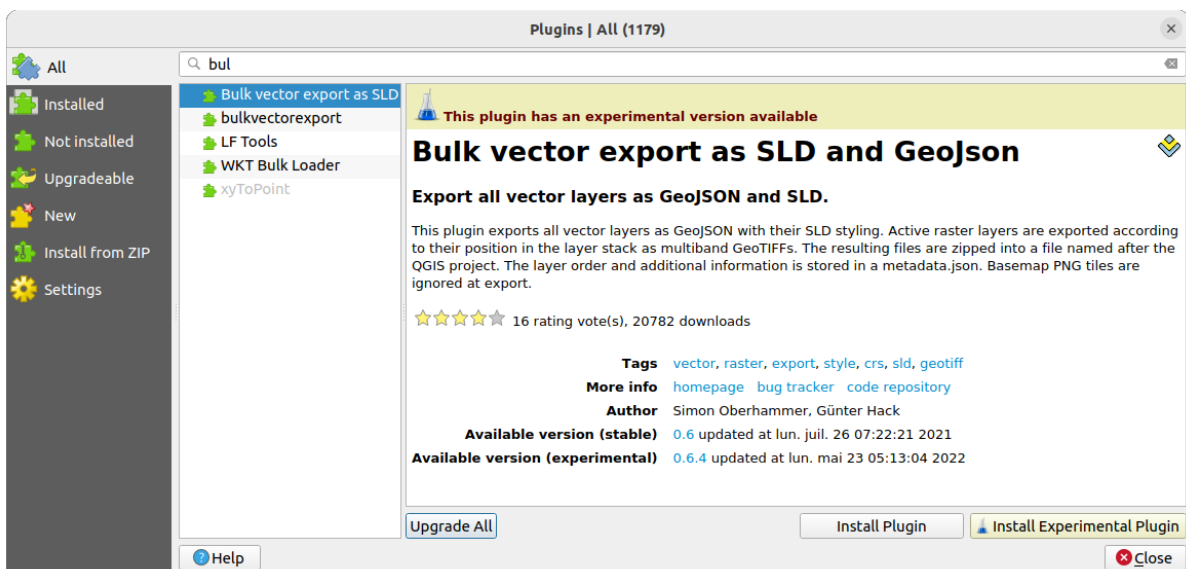 Plugins | All (1179)
All
Installed
Not installed
Upgradeable
New
Install from ZIP
Settings
bul
Bulk vector export as SLD
bulkvectorexport
LF Tools
WKT Bulk Loader
xyToPoint
This plugin has an experimental version available
Bulk vector export as SLD and GeoJson
Export all vector layers as GeoJSON and SLD.
This plugin exports all vector layers as GeoJSON with their SLD styling. Active raster layers are exported according
to their position in the layer stack as multiband GeoTIFFs. The resulting files are zipped into a file named after the
QGIS project. The layer order and additional information is stored in a metadata.json. Basemap PNG tiles are
ignored at export.
16 rating vote(s), 20782 downloads
Tags vector, raster, export, style, crs, sld, geotiff
More info homepage bug tracker code repository
Author Simon Oberhammer, Günter Hack
Available version (stable) 0.6 updated at lun. juil. 26 07:22:21 2021
Available version (experimental) 0.6.4 updated at lun. mai 23 05:13:04 2022
Upgrade All
Install Plugin
Install Experimental Plugin
Help
Close